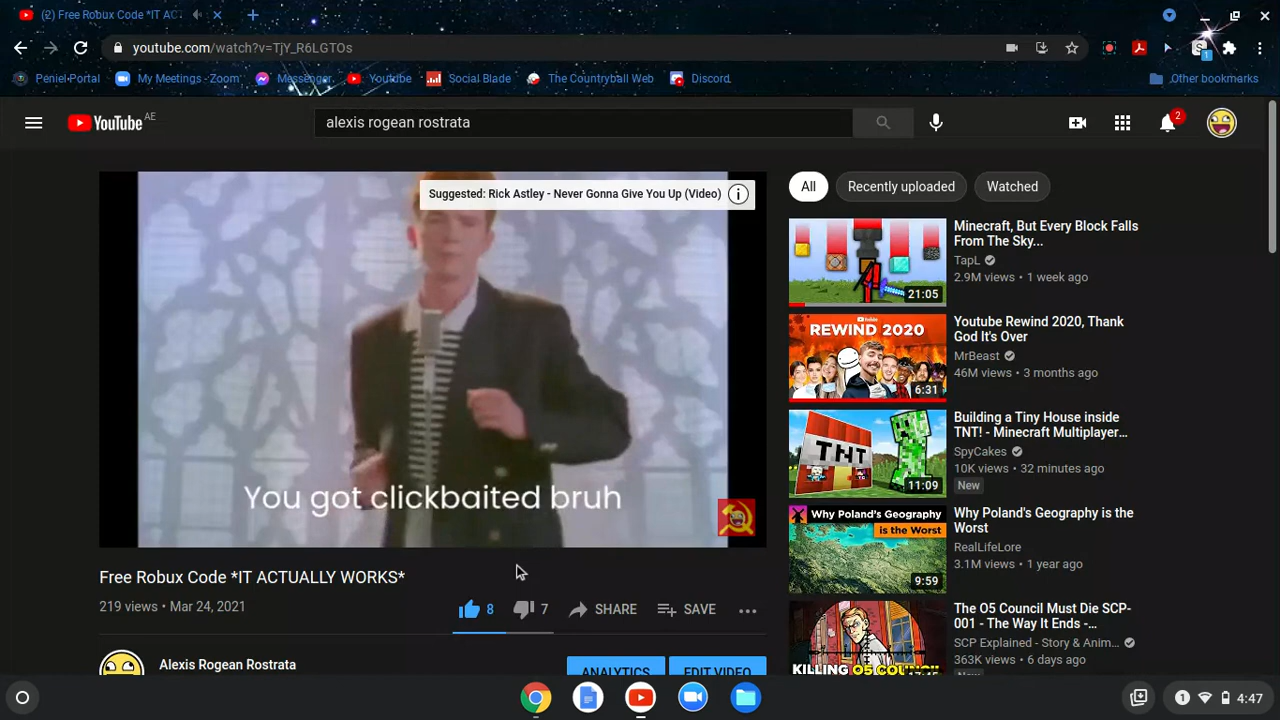 (2) Free Robux Code *IT AC
youtube.com/watch?v=TjY_R6LGTOs
1
Peniel-Portal
My Meetings - Zoom
Messenger
Youtube
Social Blade
The Countryball Web
Discord
Other bookmarks
YouTube AE
alexis rogean rostrata
2
Suggested: Rick Astley - Never Gonna Give You Up (Video)
You got clickbaited bruh
Free Robux Code *IT ACTUALLY WORKS*
219 views • Mar 24, 2021
8
7
SHARE
SAVE
Alexis Rogean Rostrata
ANALYTICS
EDIT VIDEO
All
Recently uploaded
Watched
21:05
Minecraft, But Every Block Falls
From The Sky...
TapL
2.9M views • 1 week ago
REWIND 2020
6:31
Youtube Rewind 2020, Thank
God It's Over
MrBeast
46M views • 3 months ago
TNT
11:09
Building a Tiny House inside
TNT! - Minecraft Multiplayer...
SpyCakes
10K views • 32 minutes ago
New
Why Poland's Geography
is the Worst
9:59
Why Poland's Geography is the
Worst
RealLifeLore
3.1M views • 1 year ago
KILLING O5 COUNCIL
The O5 Council Must Die SCP-
001 - The Way It Ends -...
SCP Explained - Story & Anim...
363K views • 6 days ago
New
1
4:47